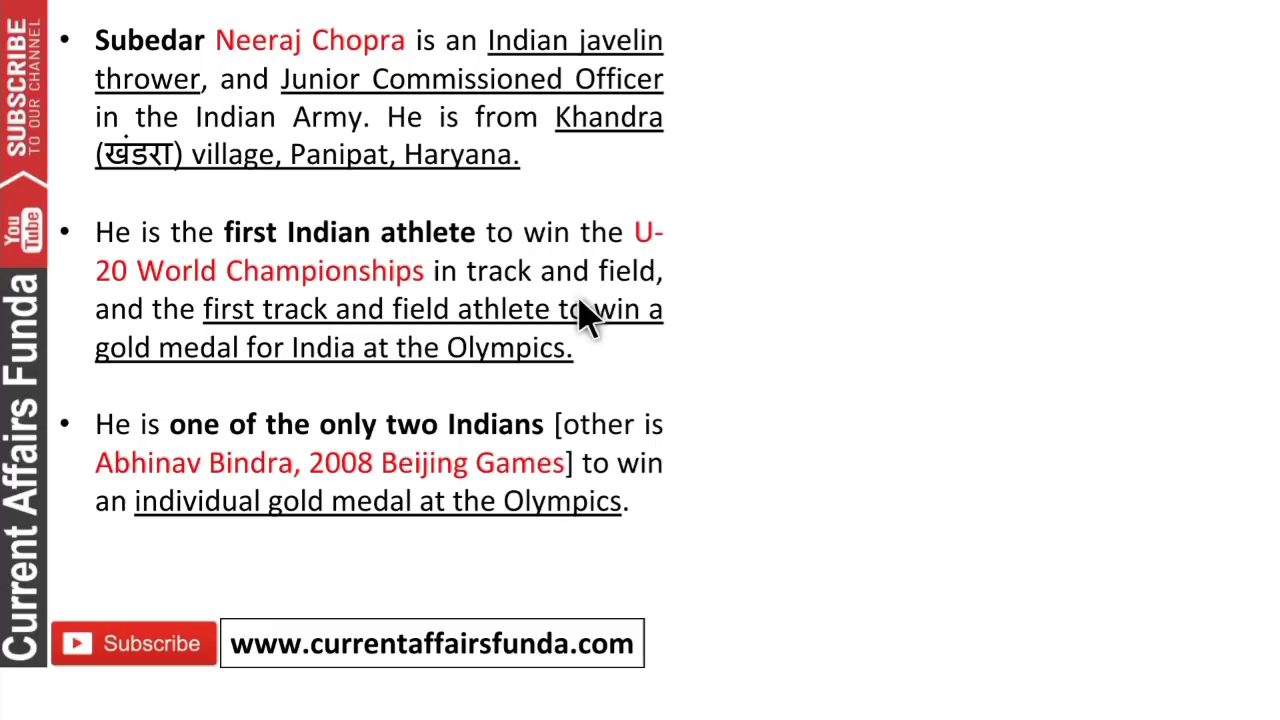 SUBSCRIBE
TO OUR CHANNEL
You
Tube
Current Affairs Funda
• Subedar Neeraj Chopra is an Indian javelin
thrower, and Junior Commissioned Officer
in the Indian Army. He is from Khandra
(खंडरा) village, Panipat, Haryana.
• He is the first Indian athlete to win the U-
20 World Championships in track and field,
and the first track and field athlete to win a
gold medal for India at the Olympics.
• He is one of the only two Indians [other is
Abhinav Bindra, 2008 Beijing Games] to win
an individual gold medal at the Olympics.
Subscribe
www.currentaffairsfunda.com